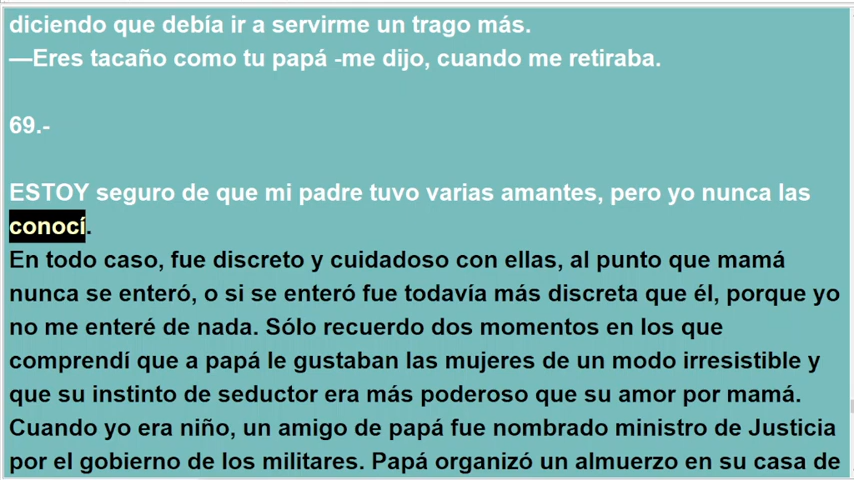 diciendo que debía ir a servirme un trago más.
—Eres tacaño como tu papá -me dijo, cuando me retiraba.
69.-
ESTOY seguro de que mi padre tuvo varias amantes, pero yo nunca las
conocí.
En todo caso, fue discreto y cuidadoso con ellas, al punto que mamá
nunca se enteró, o si se enteró fue todavía más discreta que él, porque yo
no me enteré de nada. Sólo recuerdo dos momentos en los que
comprendí que a papá le gustaban las mujeres de un modo irresistible y
que su instinto de seductor era más poderoso que su amor por mamá.
Cuando yo era niño, un amigo de papá fue nombrado ministro de Justicia
por el gobierno de los militares. Papá organizó un almuerzo en su casa de